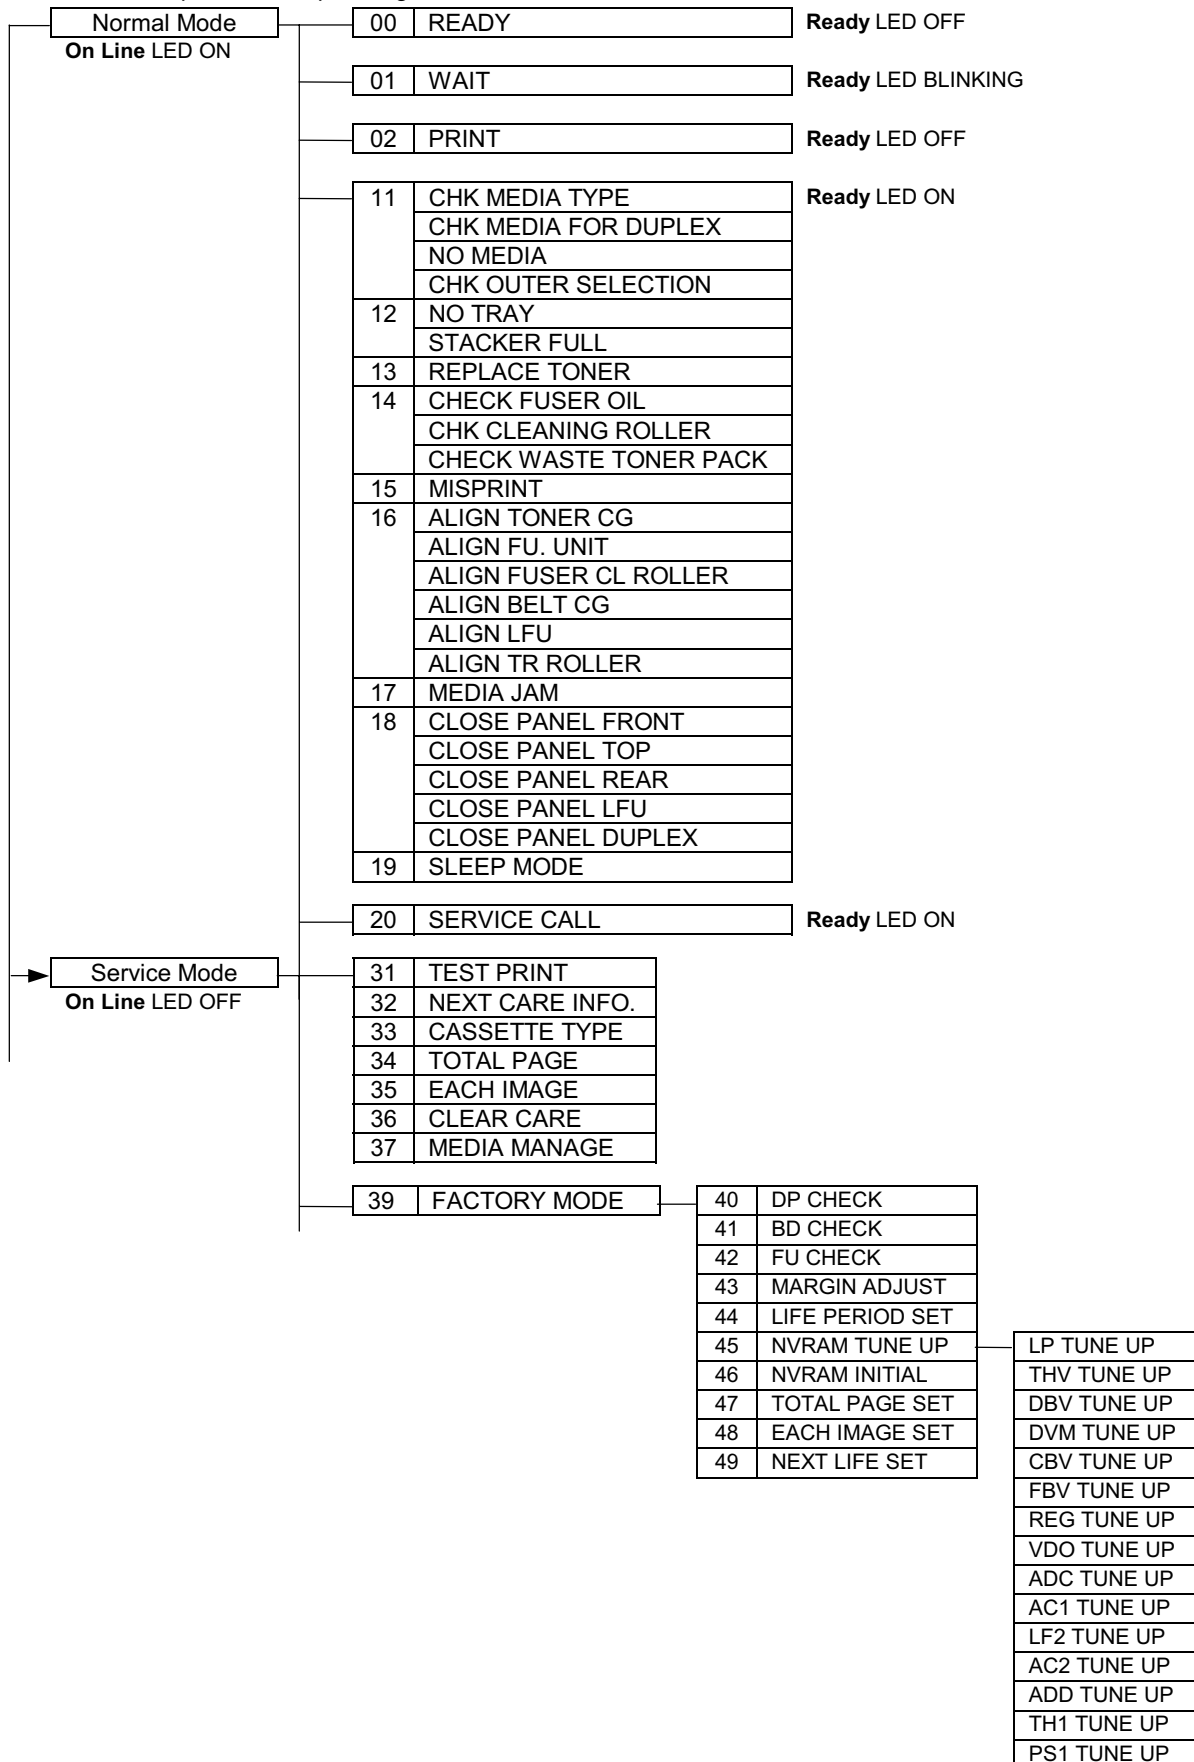 Normal Mode 00 READY Ready LED OFF
On Line LED ON
01 WAIT Ready LED BLINKING
02 PRINT Ready LED OFF
11 CHK MEDIA TYPE Ready LED ON
CHK MEDIA FOR DUPLEX
NO MEDIA
CHK OUTER SELECTION
12 NO TRAY
STACKER FULL
13 REPLACE TONER
14 CHECK FUSER OIL
CHK CLEANING ROLLER
CHECK WASTE TONER PACK
15 MISPRINT
16 ALIGN TONER CG
ALIGN FU. UNIT
ALIGN FUSER CL ROLLER
ALIGN BELT CG
ALIGN LFU
ALIGN TR ROLLER
17 MEDIA JAM
18 CLOSE PANEL FRONT
CLOSE PANEL TOP
CLOSE PANEL REAR
CLOSE PANEL LFU
CLOSE PANEL DUPLEX
19 SLEEP MODE
20 SERVICE CALL Ready LED ON
Service Mode 31 TEST PRINT
On Line LED OFF 32 NEXT CARE INFO.
33 CASSETTE TYPE
34 TOTAL PAGE
35 EACH IMAGE
36 CLEAR CARE
37 MEDIA MANAGE
39 FACTORY MODE 40 DP CHECK
41 BD CHECK
42 FU CHECK
43 MARGIN ADJUST
44 LIFE PERIOD SET
45 NVRAM TUNE UP LP TUNE UP
46 NVRAM INITIAL THV TUNE UP
47 TOTAL PAGE SET DBV TUNE UP
48 EACH IMAGE SET DVM TUNE UP
49 NEXT LIFE SET CBV TUNE UP
FBV TUNE UP
REG TUNE UP
VDO TUNE UP
ADC TUNE UP
AC1 TUNE UP
LF2 TUNE UP
AC2 TUNE UP
ADD TUNE UP
TH1 TUNE UP
PS1 TUNE UP